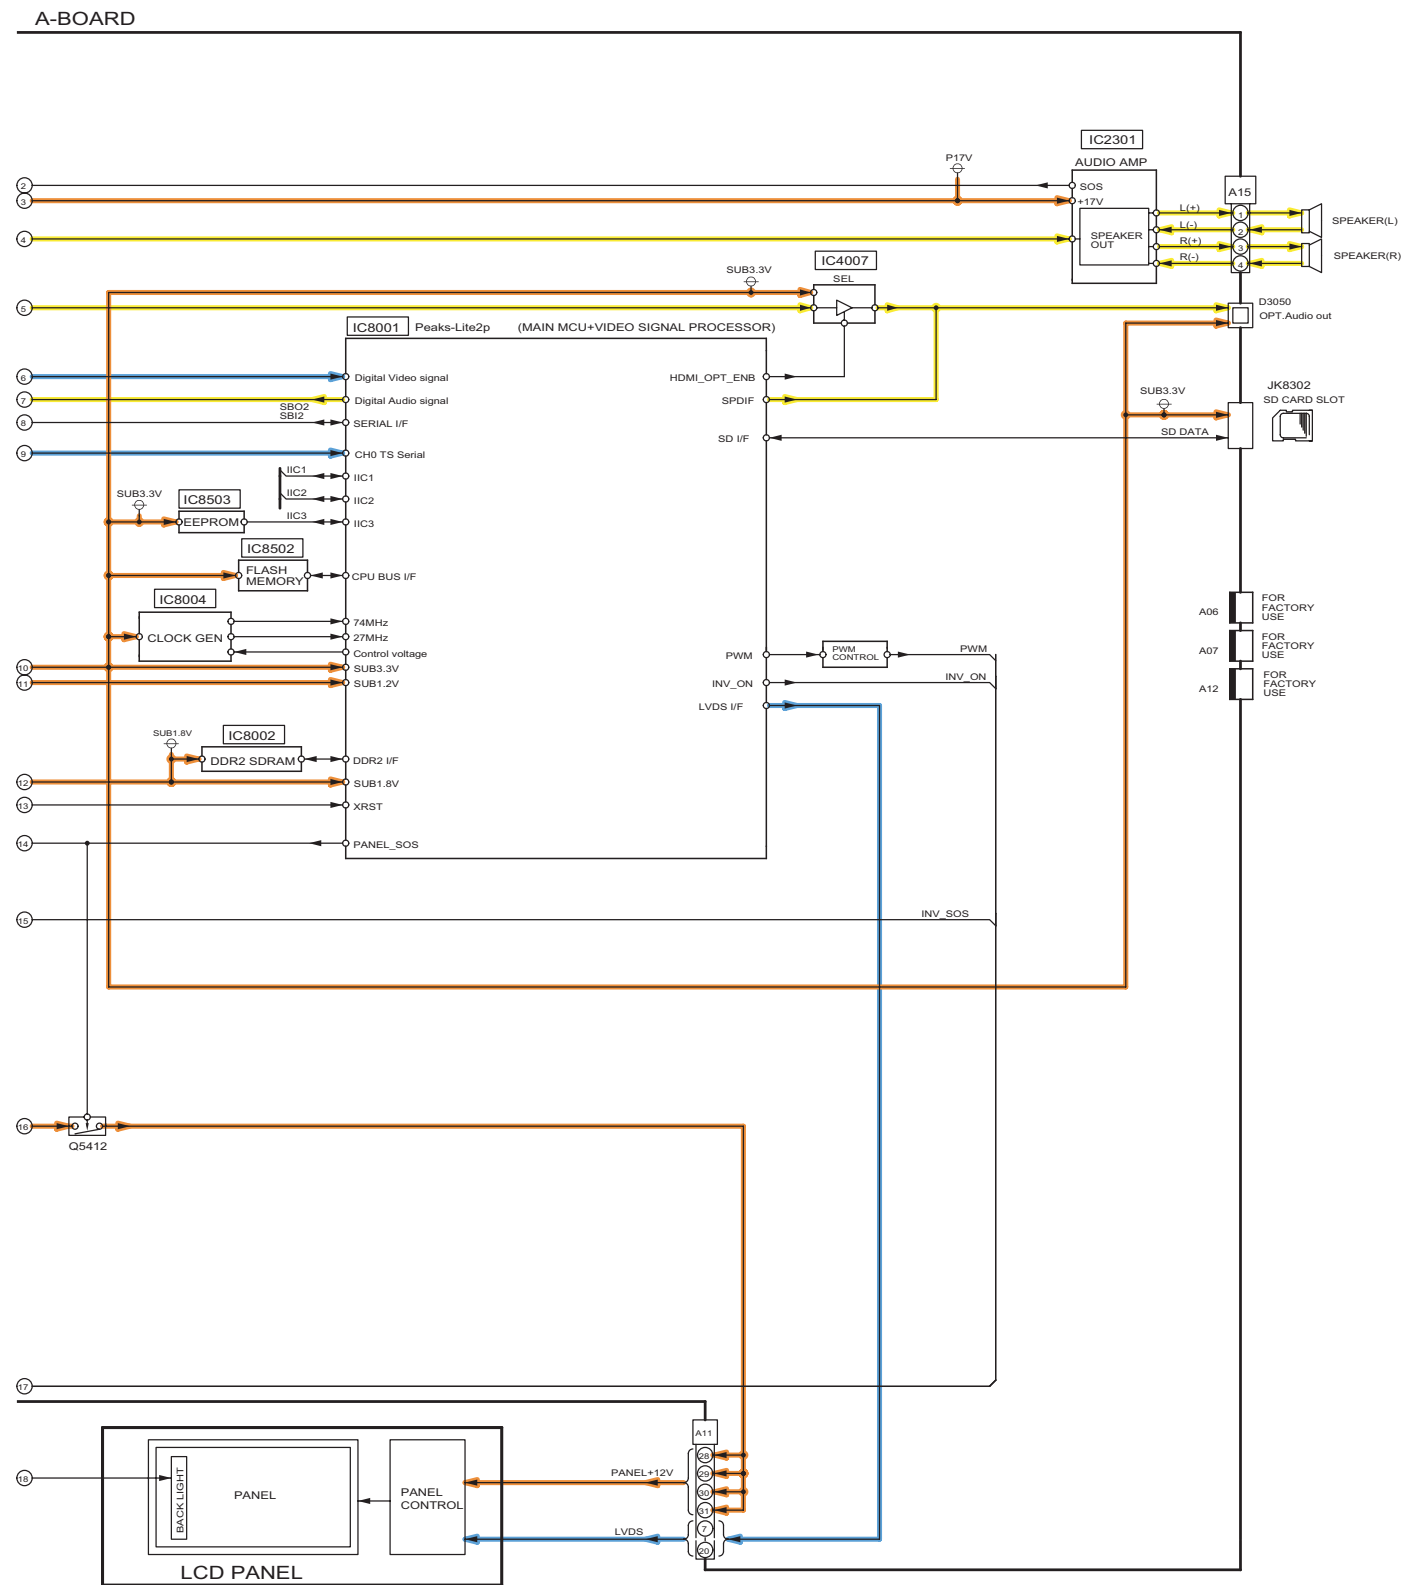 A-BOARD
IC2301
AUDIO AMP
P17V
2
SOS
A15
3
+17V
L(+)
1
SPEAKER(L)
L(-)
2
4
SPEAKER
OUT
R(+)
3
SPEAKER(R)
R(-)
4
IC4007
SEL
SUB3.3V
5
D3050
OPT.Audio out
IC8001
Peaks-Lite2p
(MAIN MCU+VIDEO SIGNAL PROCESSOR)
6
Digital Video signal
HDMI_OPT_ENB
7
Digital Audio signal
SPDIF
SBO2
SBI2
8
SERIAL I/F
SUB3.3V
JK8302
SD CARD SLOT
SD I/F
SD DATA
9
CH0 TS Serial
IIC1
IIC1
IIC2
IIC2
SUB3.3V
IC8503
EEPROM
IIC3
IIC3
IC8502
FLASH
MEMORY
CPU BUS I/F
IC8004
CLOCK GEN
74MHz
27MHz
Control voltage
10
SUB3.3V
11
SUB1.2V
A06
FOR
FACTORY
USE
A07
FOR
FACTORY
USE
A12
FOR
FACTORY
USE
PWM
PWM
CONTROL
PWM
INV_ON
INV_ON
LVDS I/F
SUB1.8V
IC8002
DDR2 SDRAM
DDR2 I/F
12
SUB1.8V
13
XRST
14
PANEL_SOS
15
INV_SOS
16
Q5412
17
A11
28
29
30
31
7
20
18
BACK LIGHT
PANEL
PANEL
CONTROL
PANEL+12V
LVDS
LCD PANEL